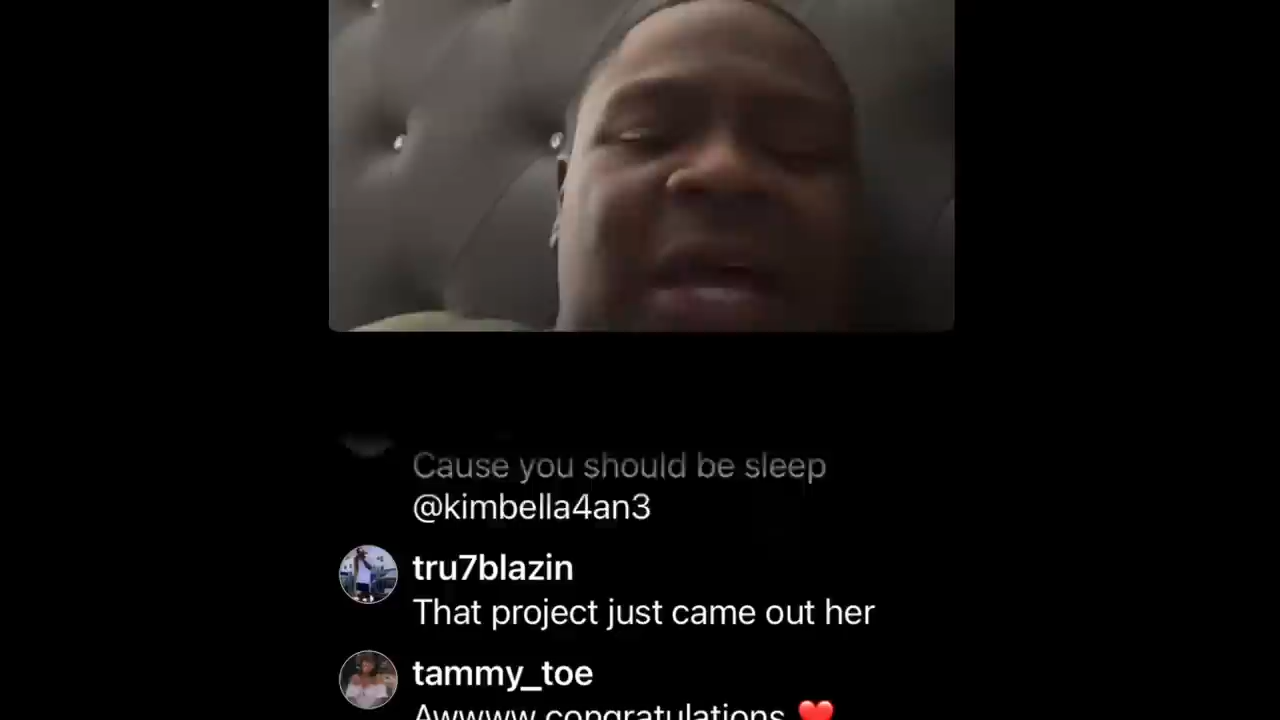 Cause you should be sleep
@kimbella4an3
tru7blazin
That project just came out her
tammy_toe
Awwww congratulations ❤️